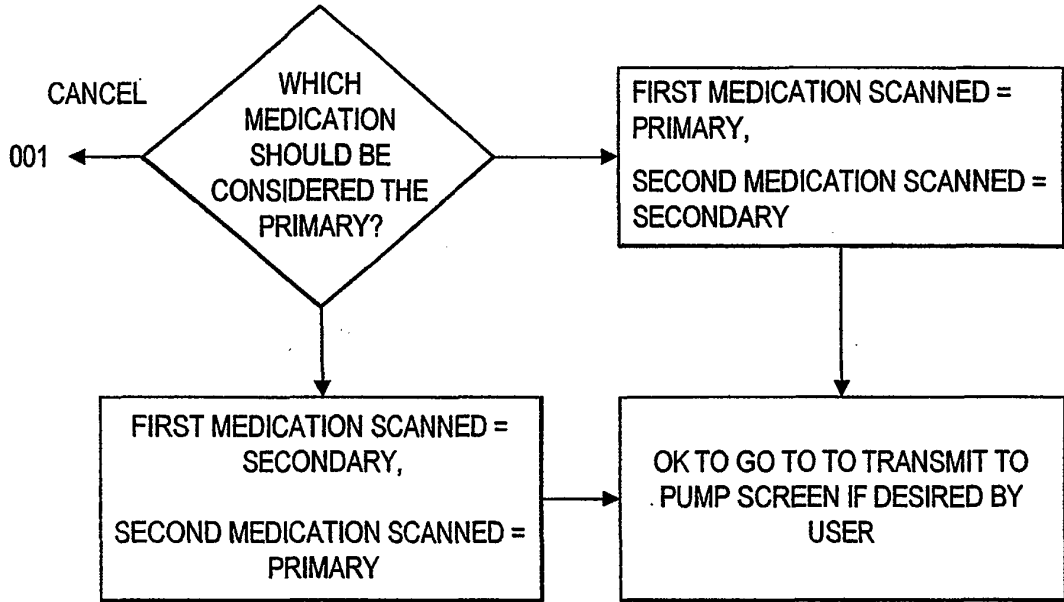 CANCEL
001
WHICH
MEDICATION
SHOULD BE
CONSIDERED THE
PRIMARY?
FIRST MEDICATION SCANNED =
PRIMARY,
SECOND MEDICATION SCANNED =
SECONDARY
FIRST MEDICATION SCANNED =
SECONDARY,
SECOND MEDICATION SCANNED =
PRIMARY
OK TO GO TO TO TRANSMIT TO
PUMP SCREEN IF DESIRED BY
USER